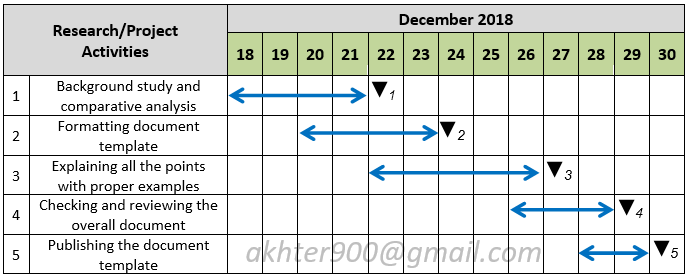 Research/Project
Activities
December 2018
18 19 20 21 22 23 24 25 26 27 28 29 30
1 Background study and
comparative analysis
1
2 Formatting document
template
2
3 Explaining all the points
with proper examples
3
4 Checking and reviewing the
overall document
4
5 Publishing the document
template
5
akhter900@gmail.com